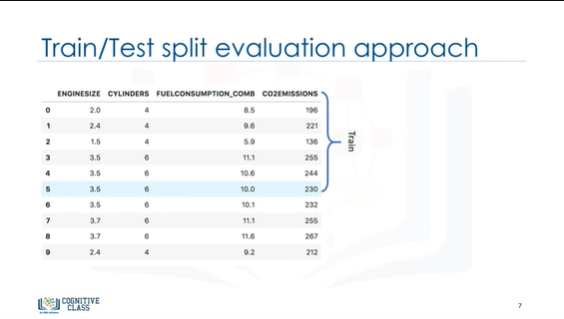 Train/Test split evaluation approach
ENGINESIZE CYLINDERS FUELCONSUMPTION_COMB CO2EMISSIONS
0 2.0 4 8.5 196
1 2.4 4 9.6 221
2 1.5 4 5.9 136
3 3.5 6 11.1 255
4 3.5 6 10.6 244
5 3.5 6 10.0 230
6 3.5 6 10.1 232
7 3.7 6 11.1 255
8 3.7 6 11.6 267
9 2.4 4 9.2 212
Train
COGNITIVE
CLASS
7